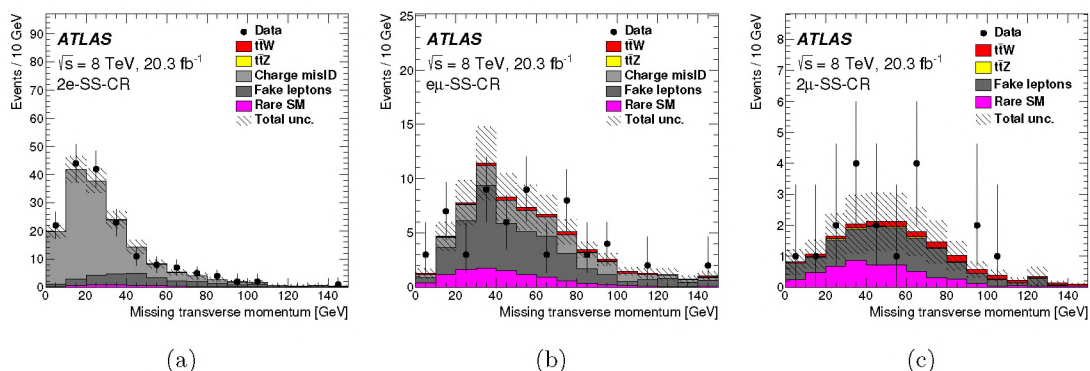 Events / 10 GeV
90
80
70
60
50
40
30
20
10
0
ATLAS
√s = 8 TeV, 20.3 fb⁻¹
2e-SS-CR
Data
tt̄W
tt̄Z
Charge misID
Fake leptons
Rare SM
Total unc.
0 20 40 60 80 100 120 140
Missing transverse momentum [GeV]
(a)
Events / 10 GeV
25
20
15
10
5
0
ATLAS
√s = 8 TeV, 20.3 fb⁻¹
eμ-SS-CR
Data
tt̄W
tt̄Z
Charge misID
Fake leptons
Rare SM
Total unc.
0 20 40 60 80 100 120 140
Missing transverse momentum [GeV]
(b)
Events / 10 GeV
8
7
6
5
4
3
2
1
0
ATLAS
√s = 8 TeV, 20.3 fb⁻¹
2μ-SS-CR
Data
tt̄W
tt̄Z
Fake leptons
Rare SM
Total unc.
0 20 40 60 80 100 120 140
Missing transverse momentum [GeV]
(c)